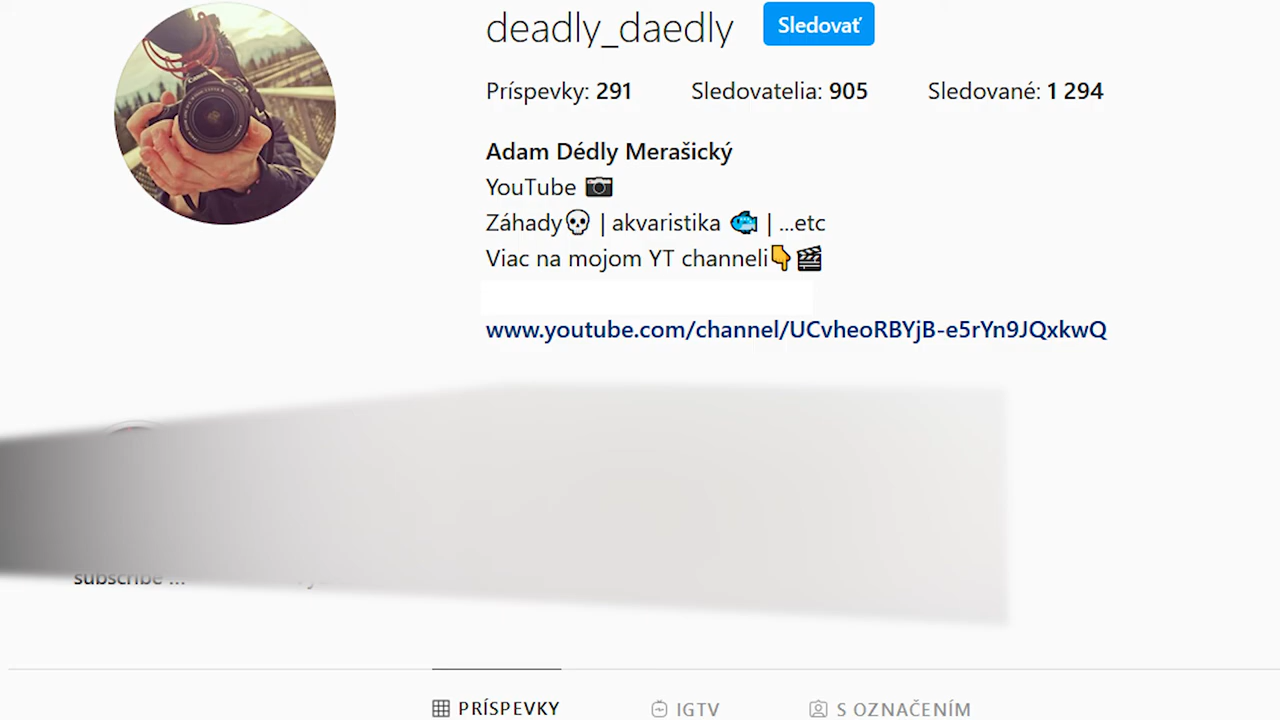 deadly_daedly Sledovať
Príspevky: 291 Sledovatelia: 905 Sledované: 1 294
Adam Dédly Merašický
YouTube 📷
Záhady💀 | akvaristika 🐟 | ...etc
Viac na mojom YT channeli👇🎬
www.youtube.com/channel/UCvheoRBYjB-e5rYn9JQxkwQ
subscribe ...
PRÍSPEVKY IGTV S OZNAČENÍM